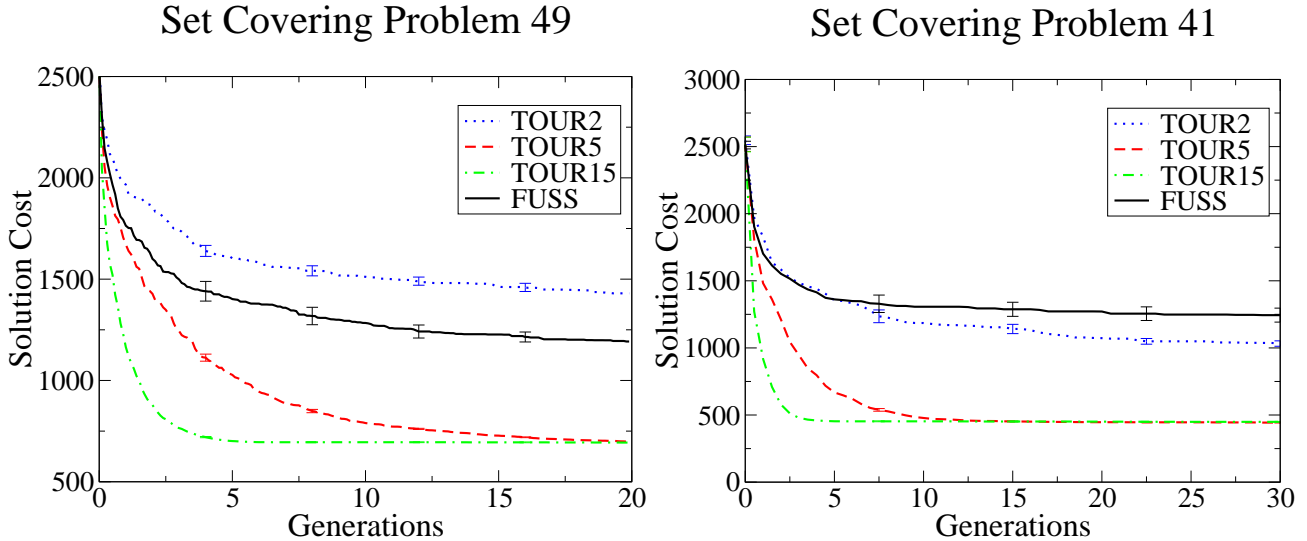 Set Covering Problem 49
2500
2000
1500
1000
500
Solution Cost
0
5
10
15
20
Generations
TOUR2
TOUR5
TOUR15
FUSS
Set Covering Problem 41
3000
2500
2000
1500
1000
500
0
Solution Cost
0
5
10
15
20
25
30
Generations
TOUR2
TOUR5
TOUR15
FUSS